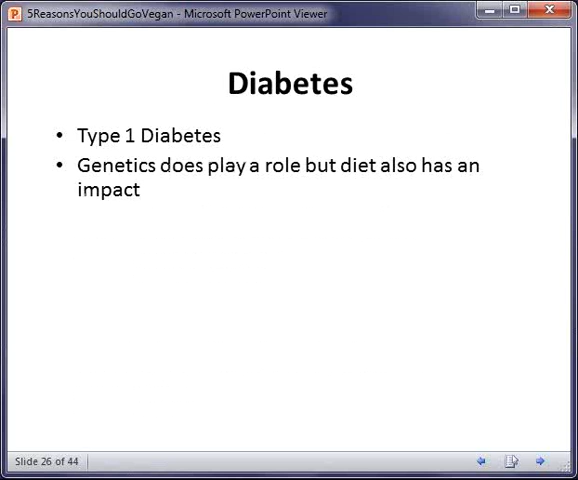 5ReasonsYouShouldGoVegan - Microsoft PowerPoint Viewer
Diabetes
• Type 1 Diabetes
• Genetics does play a role but diet also has an
impact
Slide 26 of 44